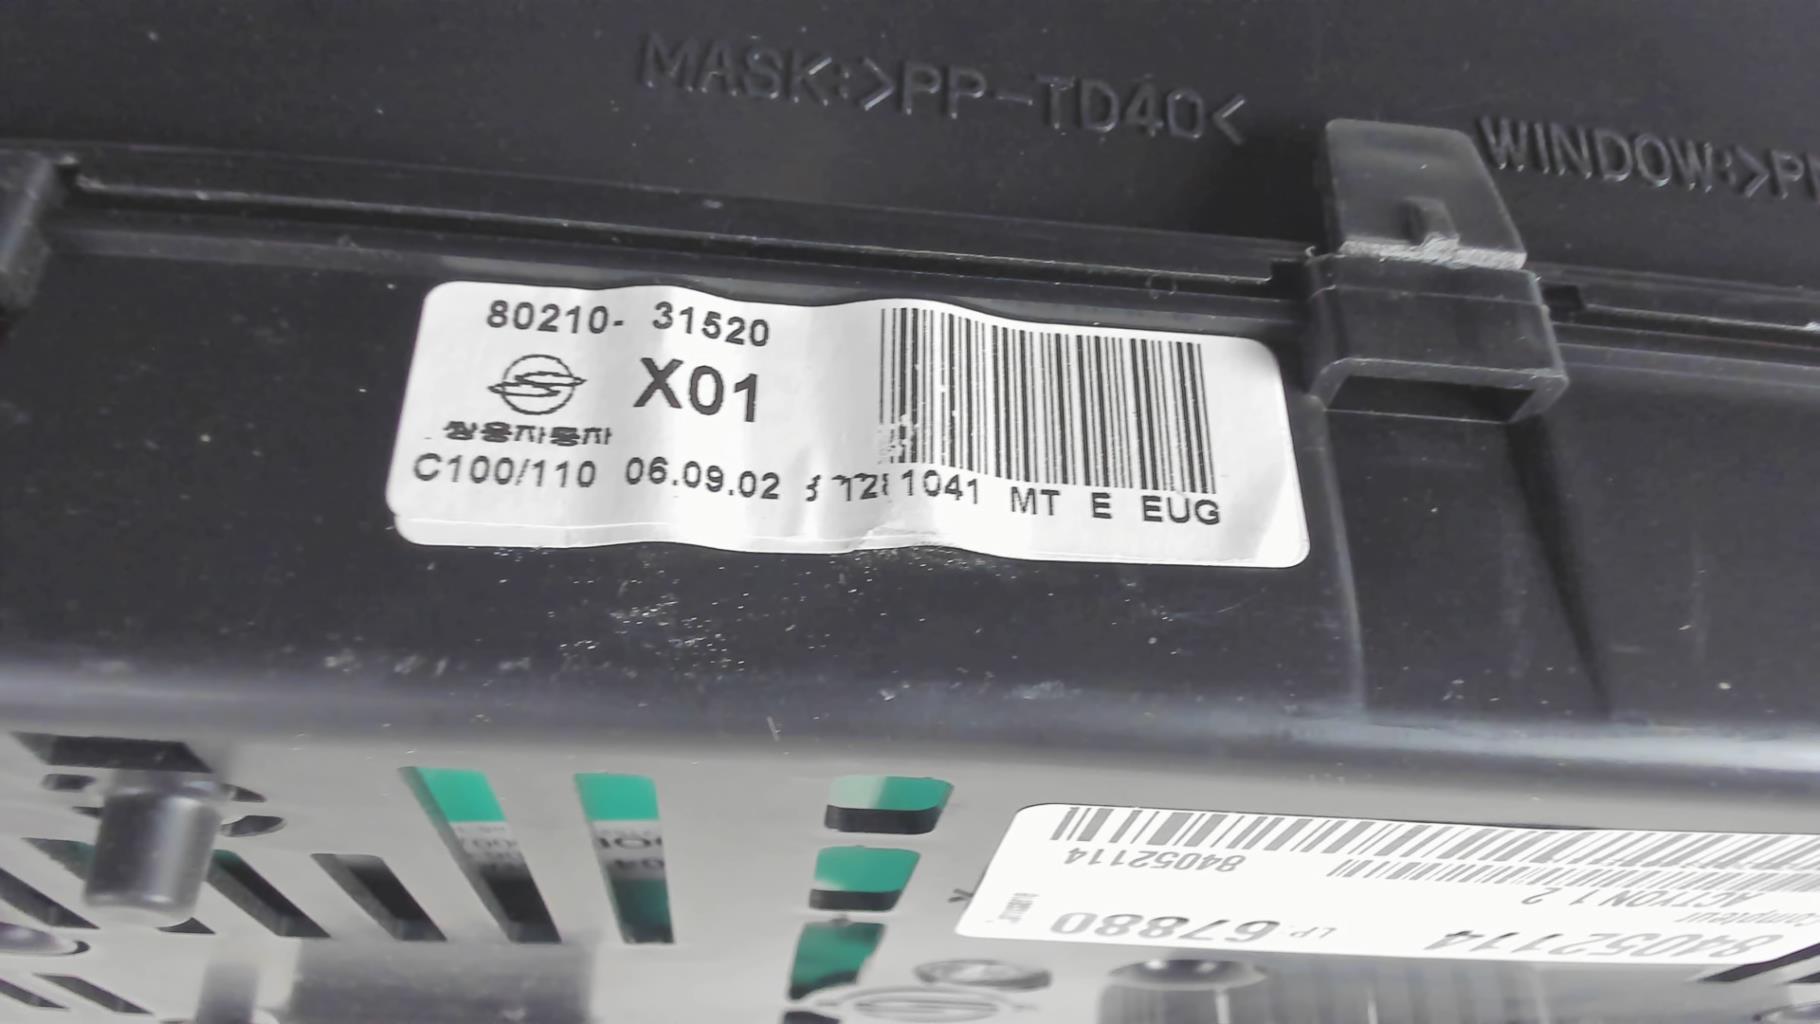 MASK:>PP-TD40<
WINDOW:>P
80210- 31520
X01
쌍용자동차
C100/110 06.09.02 1041 MT E EUG
84052114
ACTYON 1 2
84052114
LP: 67880